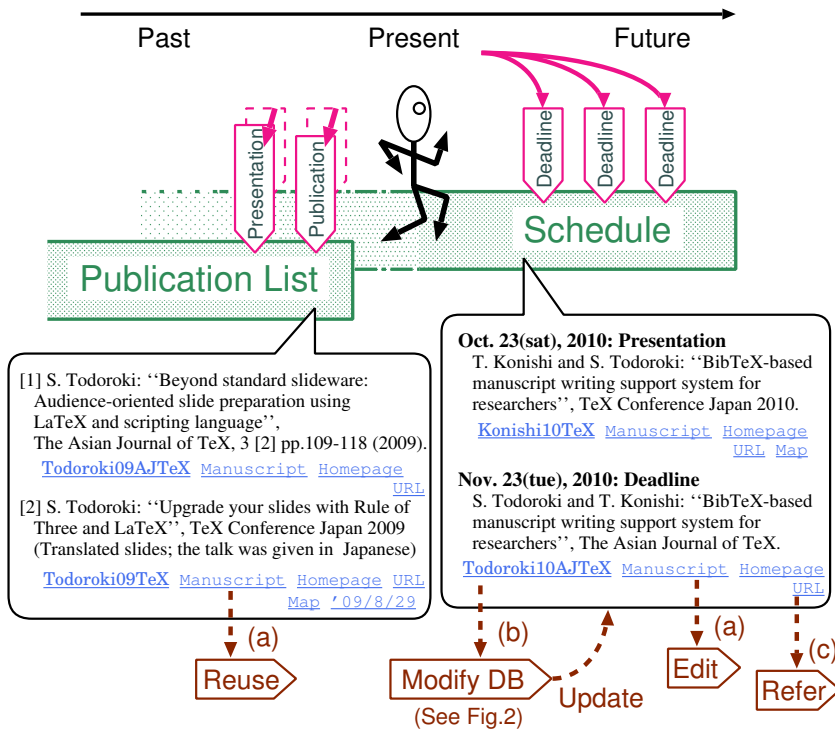 Past Present Future
Presentation
Publication
Deadline
Deadline
Deadline
Schedule
Publication List
[1] S. Todoroki: ‘‘Beyond standard slideware:
Audience-oriented slide preparation using
LaTeX and scripting language’’,
The Asian Journal of TeX, 3 [2] pp.109-118 (2009).
Todoroki09AJTeX Manuscript Homepage
URL
[2] S. Todoroki: ‘‘Upgrade your slides with Rule of
Three and LaTeX’’, TeX Conference Japan 2009
(Translated slides; the talk was given in Japanese)
Todoroki09TeX Manuscript Homepage URL
Map ’09/8/29
Oct. 23(sat), 2010: Presentation
T. Konishi and S. Todoroki: ‘‘BibTeX-based
manuscript writing support system for
researchers’’, TeX Conference Japan 2010.
Konishi10TeX Manuscript Homepage
URL Map
Nov. 23(tue), 2010: Deadline
S. Todoroki and T. Konishi: ‘‘BibTeX-based
manuscript writing support system for
researchers’’, The Asian Journal of TeX.
Todoroki10AJTeX Manuscript Homepage
URL
(a)
Reuse
(b)
Modify DB
(See Fig.2)
Update
(a)
Edit
(c)
Refer